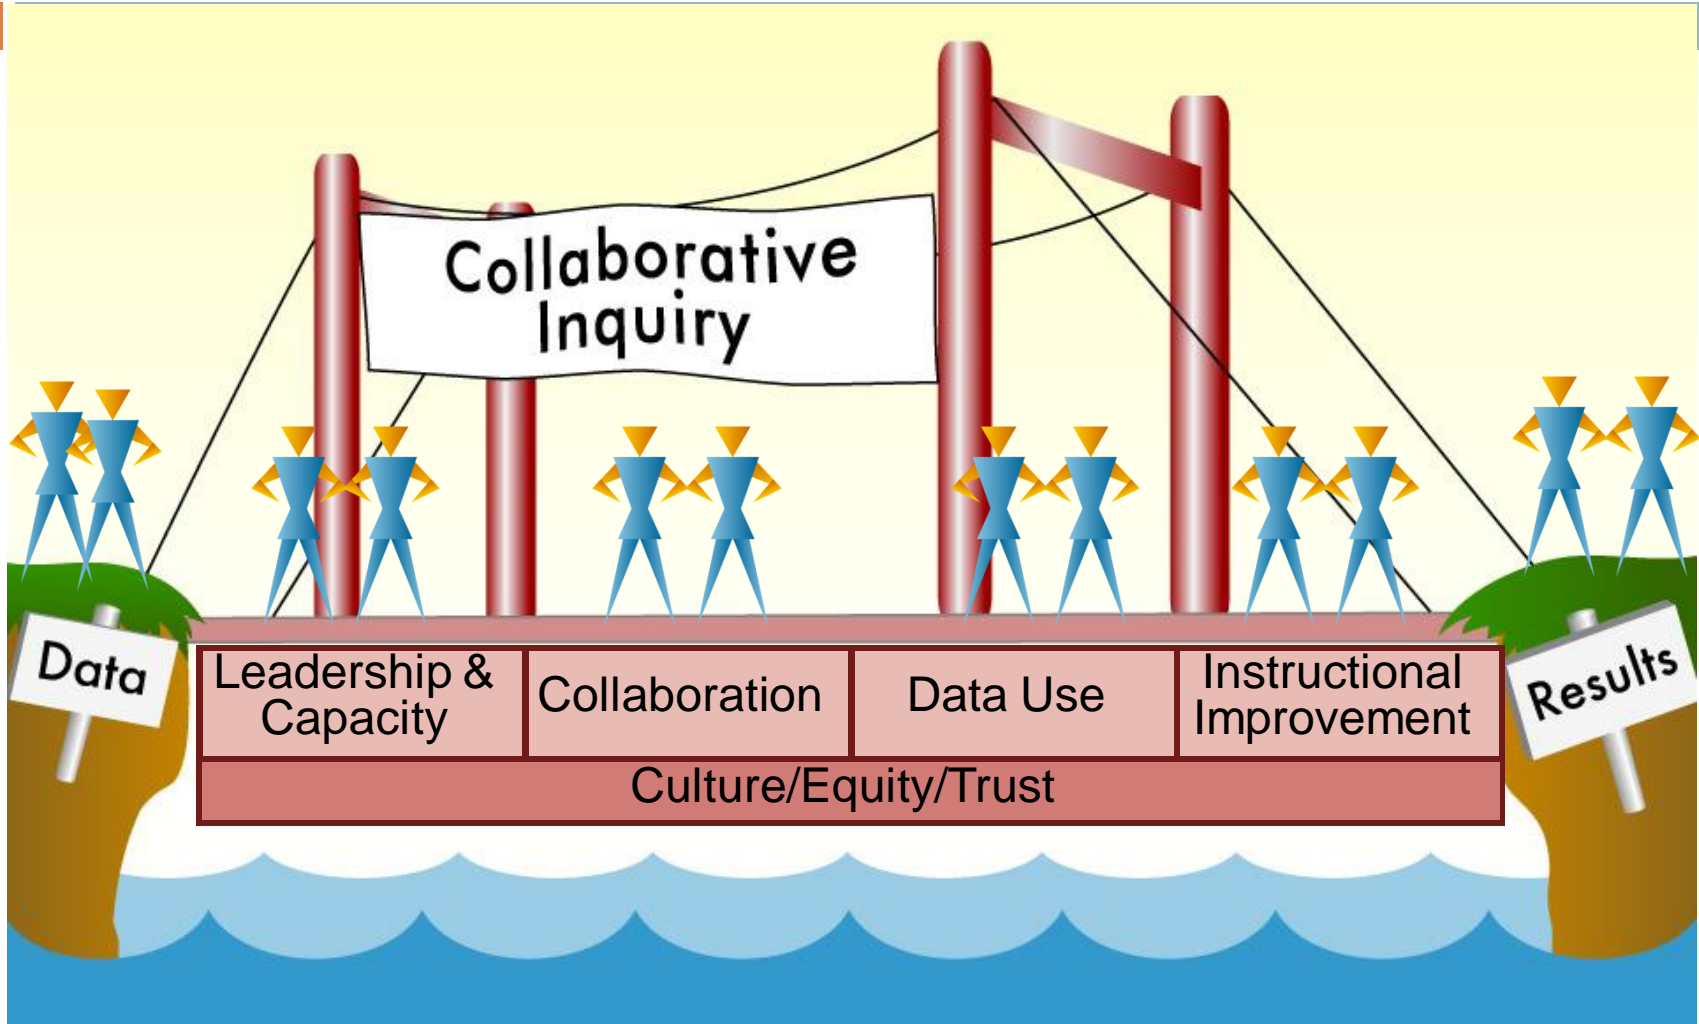 Collaborative
Inquiry
Data
Leadership &
Capacity
Collaboration
Data Use
Instructional
Improvement
Results
Culture/Equity/Trust